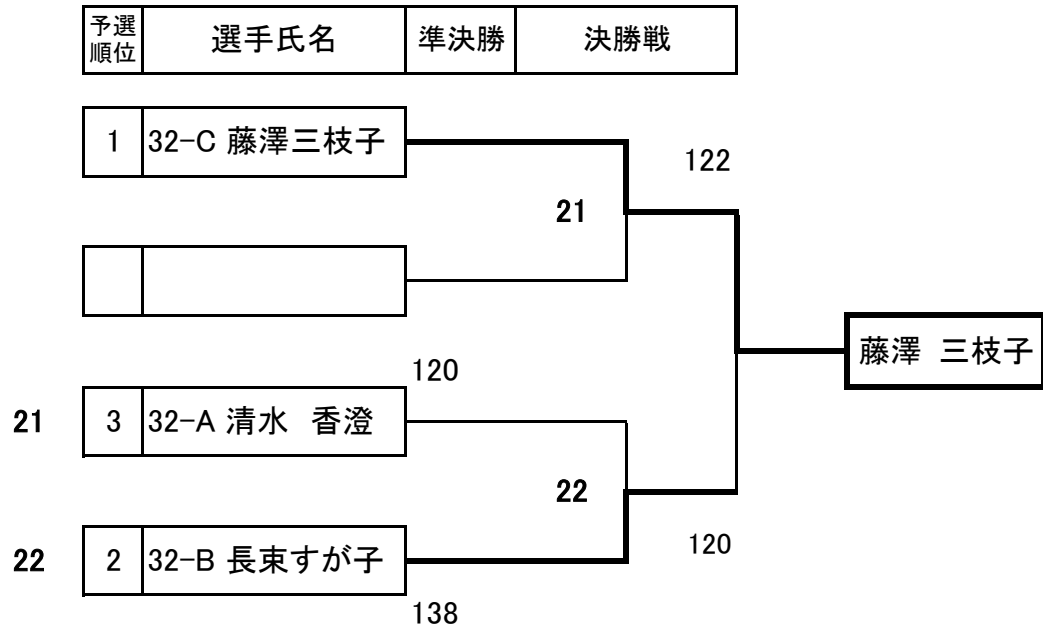 予選
順位
選手氏名
準決勝
決勝戦
1
32-C 藤澤三枝子
122
21
藤澤 三枝子
120
21
3
32-A 清水 香澄
22
22
2
32-B 長束すが子
120
138